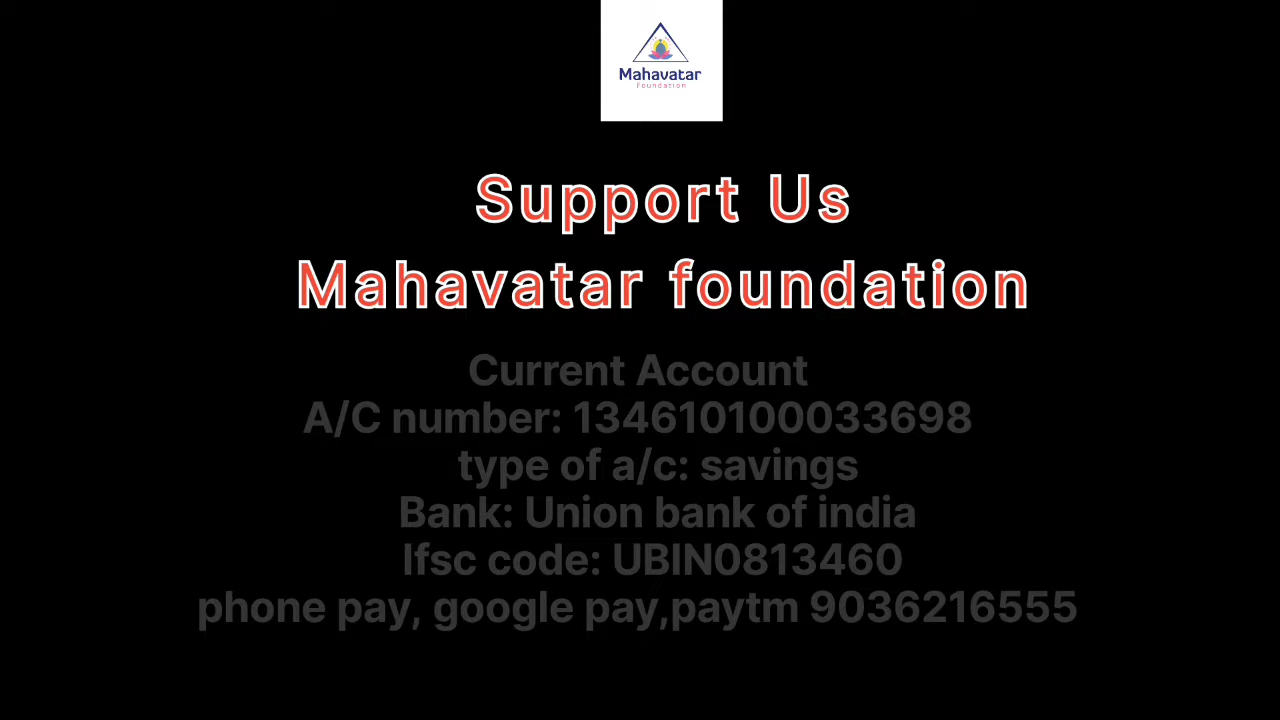 Mahavatar
Foundation
Support Us
Mahavatar foundation
Current Account
A/C number: 134610100033698
type of a/c: savings
Bank: Union bank of india
Ifsc code: UBIN0813460
phone pay, google pay,paytm 9036216555